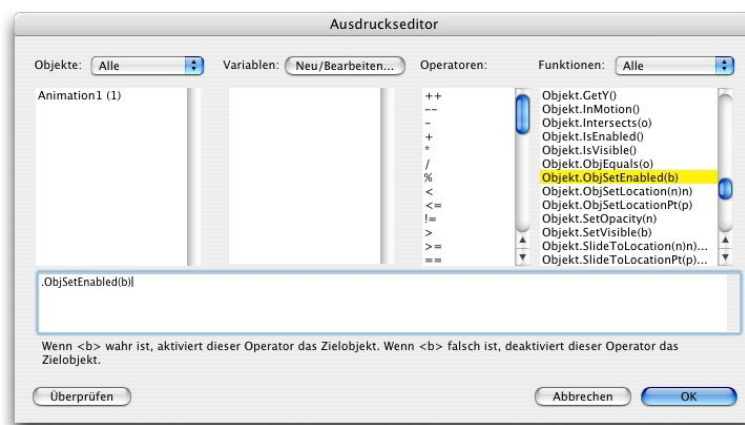 Ausdruckseditor
Objekte: Alle Variablen: Neu/Bearbeiten... Operatoren: Funktionen: Alle
Animation1 (1)
++
--
-
+
*
/
%
<
<=
!=
>
>=
==
Objekt.GetY()
Objekt.InMotion()
Objekt.Intersects(o)
Objekt.IsEnabled()
Objekt.IsVisible()
Objekt.ObjEquals(o)
Objekt.ObjSetEnabled(b)
Objekt.ObjSetLocation(n)n)
Objekt.ObjSetLocationPt(p)
Objekt.SetOpacity(n)
Objekt.SetVisible(b)
Objekt.SlideToLocation(n)n)...
Objekt.SlideToLocationPt(p)...
.ObjSetEnabled(b)
Wenn <b> wahr ist, aktiviert dieser Operator das Zielobjekt. Wenn <b> falsch ist, deaktiviert dieser Operator das
Zielobjekt.
Überprüfen Abbrechen OK